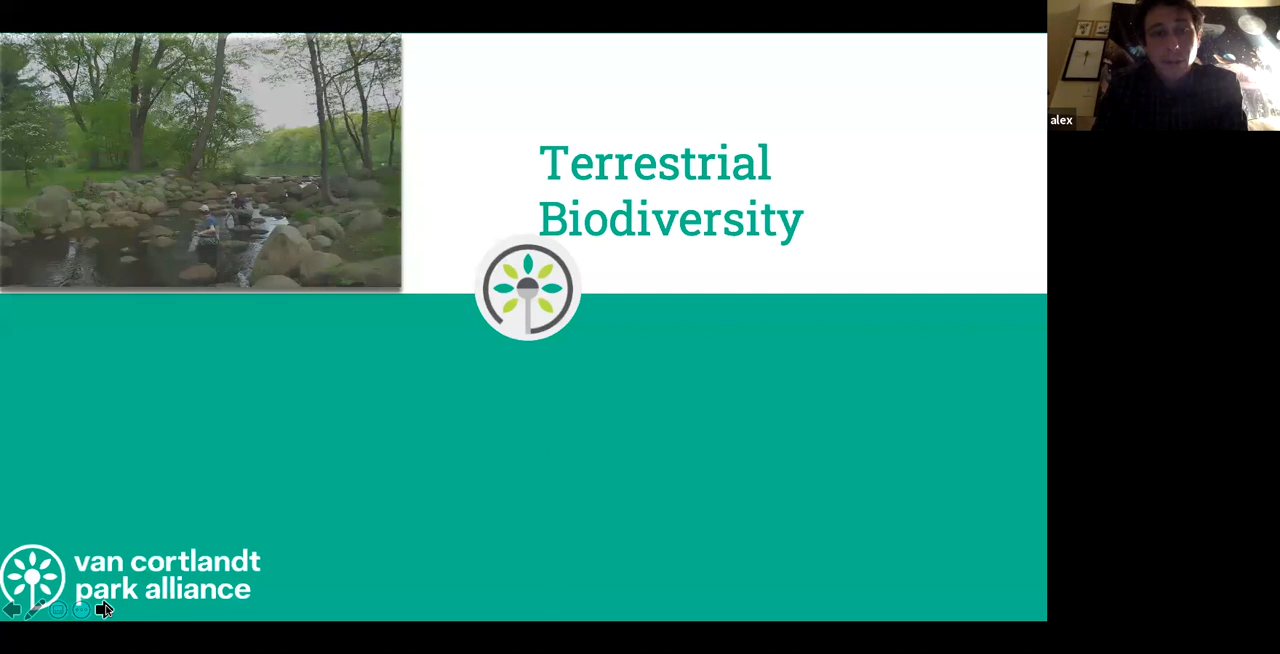 Terrestrial
Biodiversity
alex
van cortlandt
park alliance